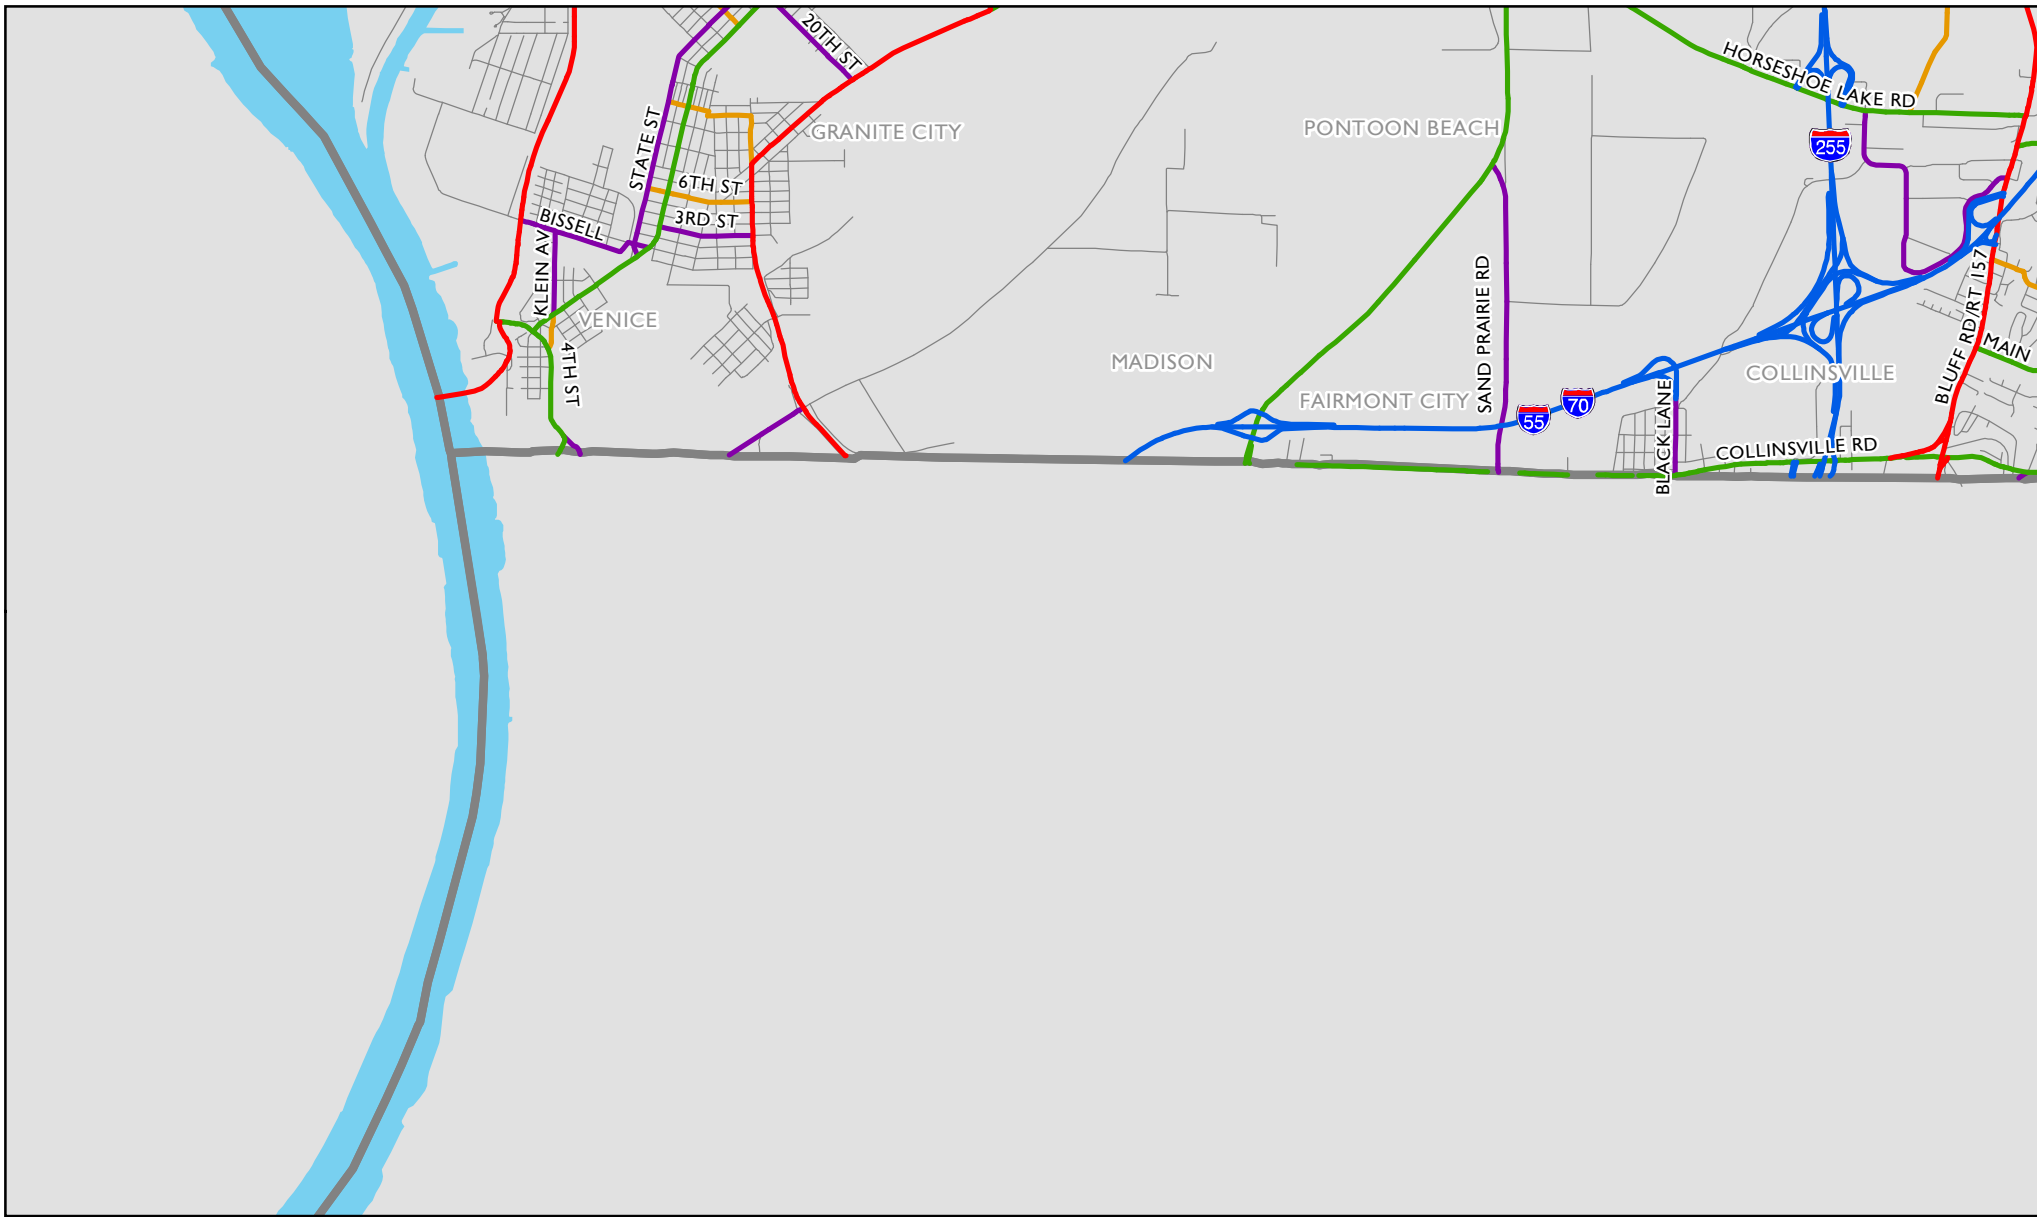 20TH ST
HORSESHOE LAKE RD
GRANITE CITY
PONTOON BEACH
255
STATE ST
6TH ST
3RD ST
BISSELL
KLEIN AV
VENICE
4TH ST
MADISON
SAND PRAIRIE RD
FAIRMONT CITY
55
70
BLACK LANE
COLLINSVILLE
COLLINSVILLE RD
BLUFF RD/RT 157
MAIN